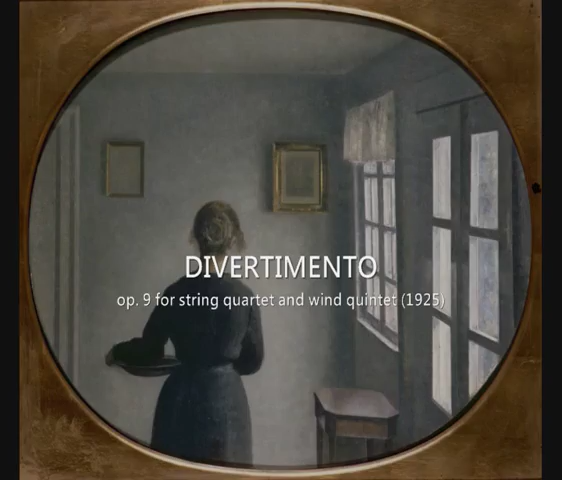 DIVERTIMENTO
op. 9 for string quartet and wind quintet (1925)